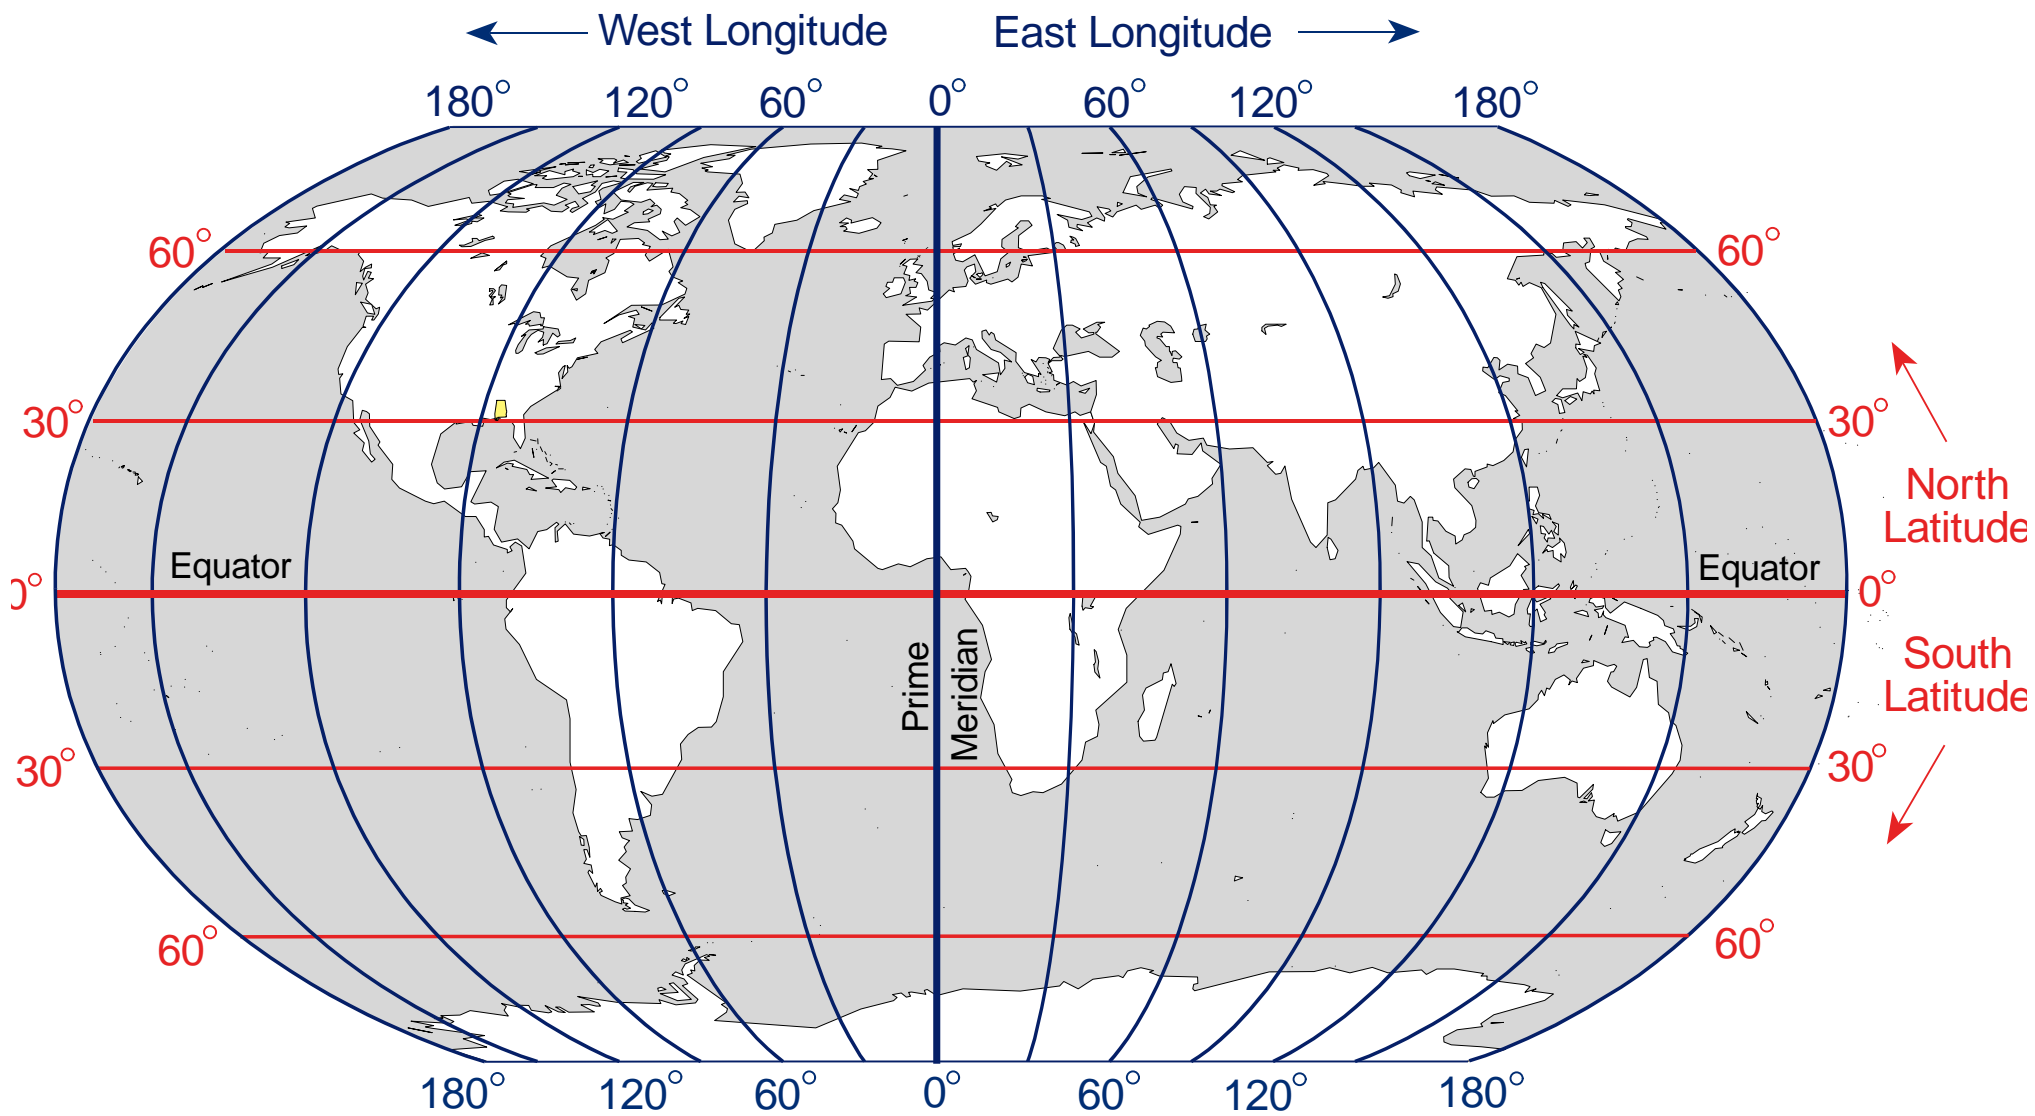 West Longitude East Longitude
180° 120° 60° 0° 60° 120° 180°
60° 60°
30° 30°
North
Latitude
Equator Equator
0° 0°
Prime
Meridian
South
Latitude
30° 30°
60° 60°
180° 120° 60° 0° 60° 120° 180°